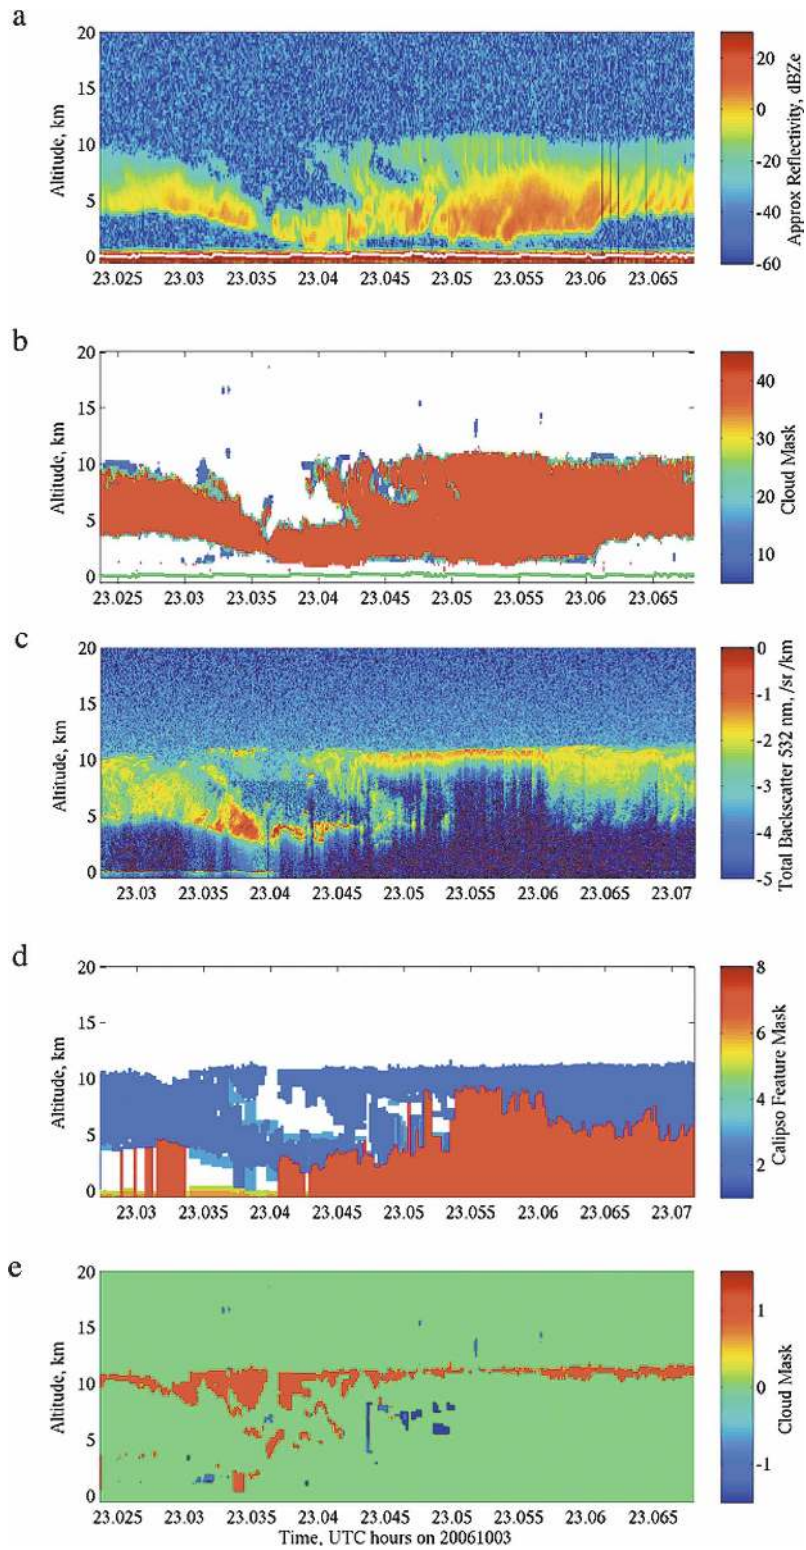 a
20
15
10
5
0
Altitude, km
23.025 23.03 23.035 23.04 23.045 23.05 23.055 23.06 23.065
20
0
-20
-40
-60
Approx Reflectivity, dBZe
b
20
15
10
5
0
Altitude, km
23.025 23.03 23.035 23.04 23.045 23.05 23.055 23.06 23.065
40
30
20
10
Cloud Mask
c
20
15
10
5
0
Altitude, km
23.03 23.035 23.04 23.045 23.05 23.055 23.06 23.065 23.07
0
-1
-2
-3
-4
-5
Total Backscatter 532 nm, /sr/km
d
20
15
10
5
0
Altitude, km
23.03 23.035 23.04 23.045 23.05 23.055 23.06 23.065 23.07
8
6
4
2
Calipso Feature Mask
e
20
15
10
5
0
Altitude, km
23.025 23.03 23.035 23.04 23.045 23.05 23.055 23.06 23.065
Time, UTC hours on 20061003
1
0
-1
Cloud Mask